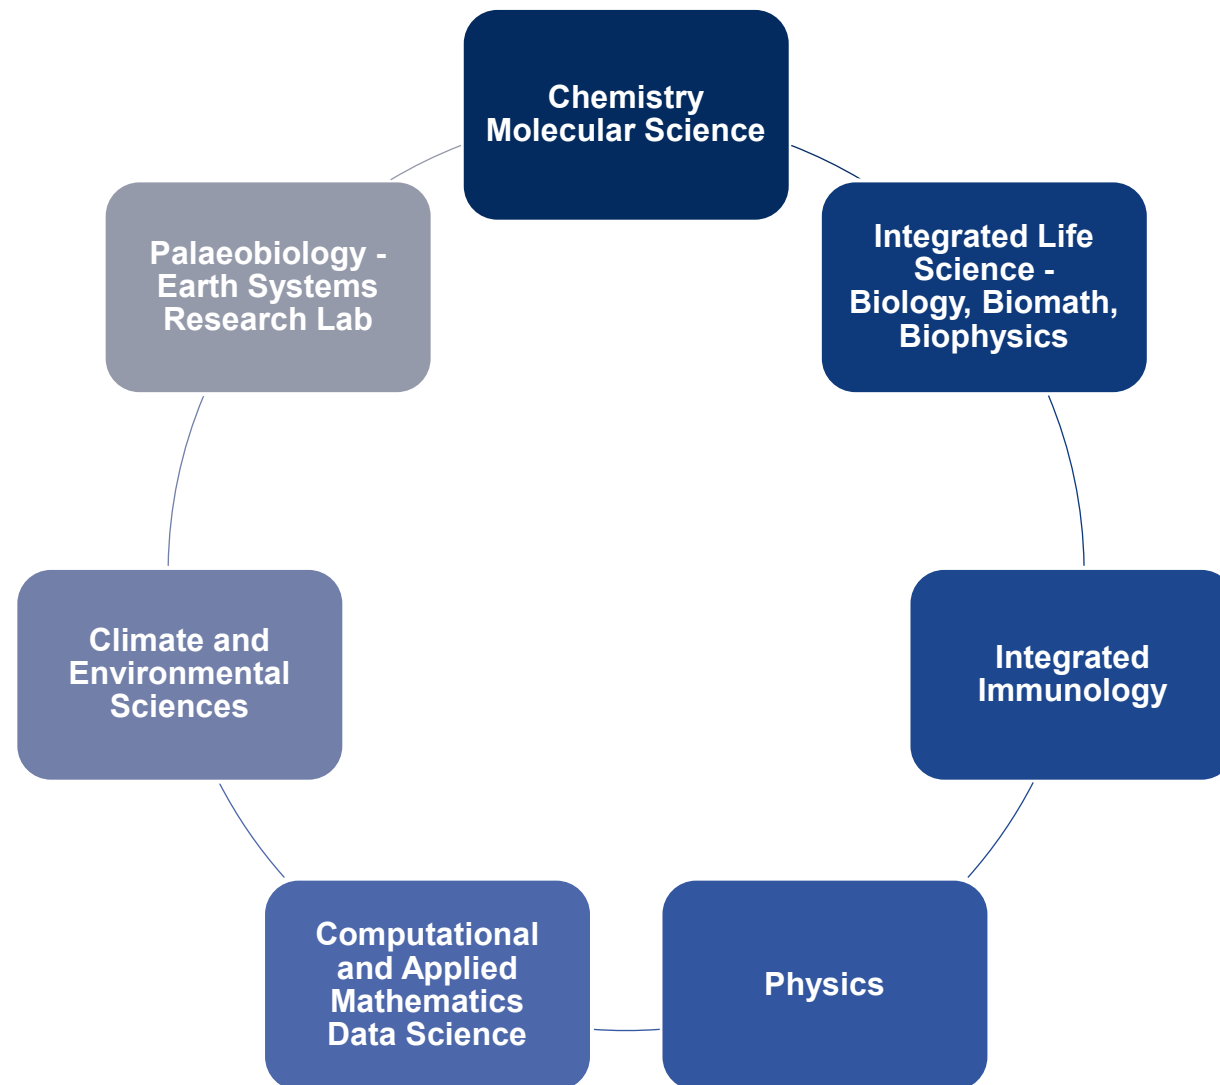 Chemistry
Molecular Science
Integrated Life
Science -
Biology, Biomath,
Biophysics
Integrated
Immunology
Physics
Computational
and Applied
Mathematics
Data Science
Climate and
Environmental
Sciences
Palaeobiology -
Earth Systems
Research Lab